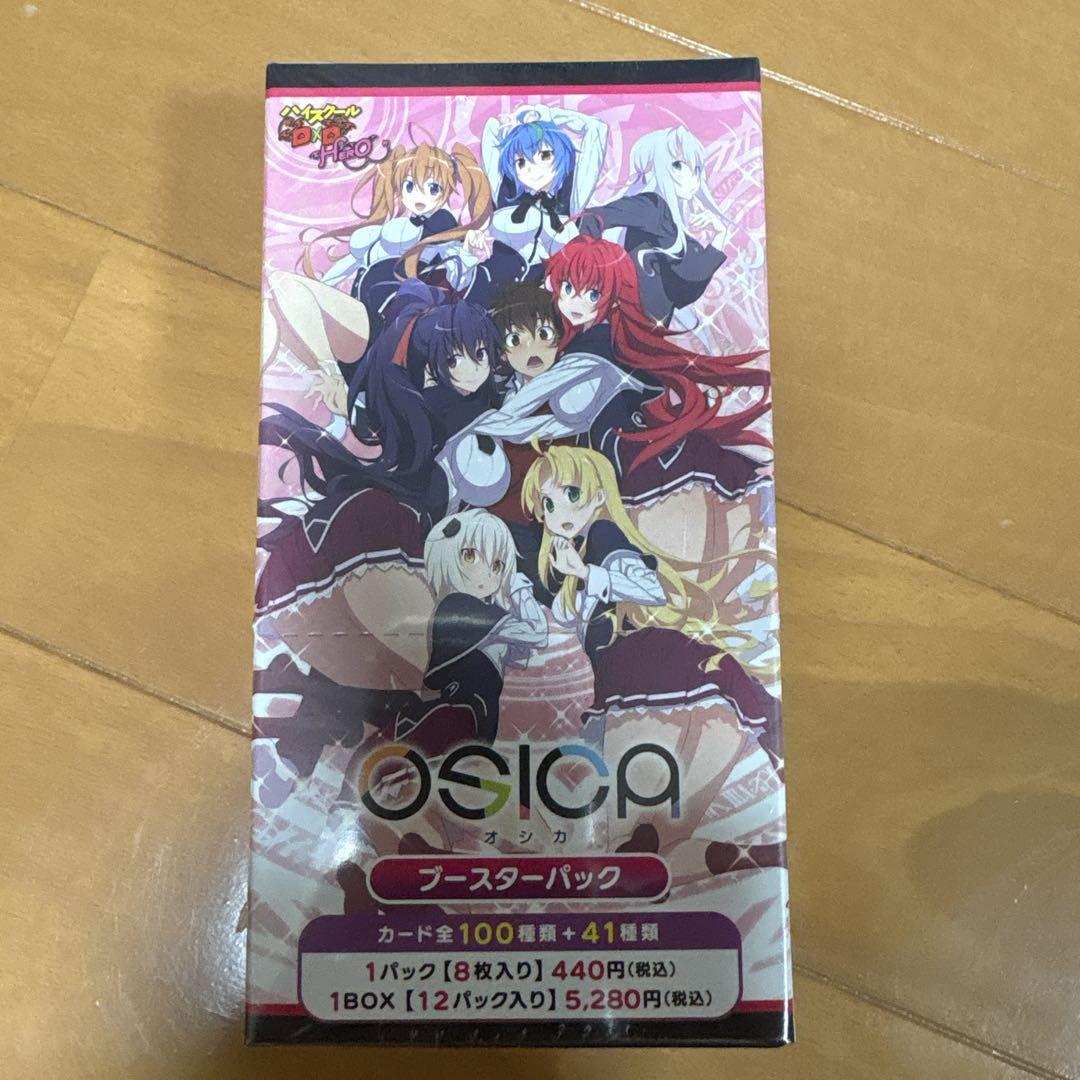 ハイスクール
D×D
HERO
OSICA
オシカ
ブースターパック
カード全100種類+41種類
1パック【8枚入り】440円(税込)
1BOX【12パック入り】5,280円(税込)